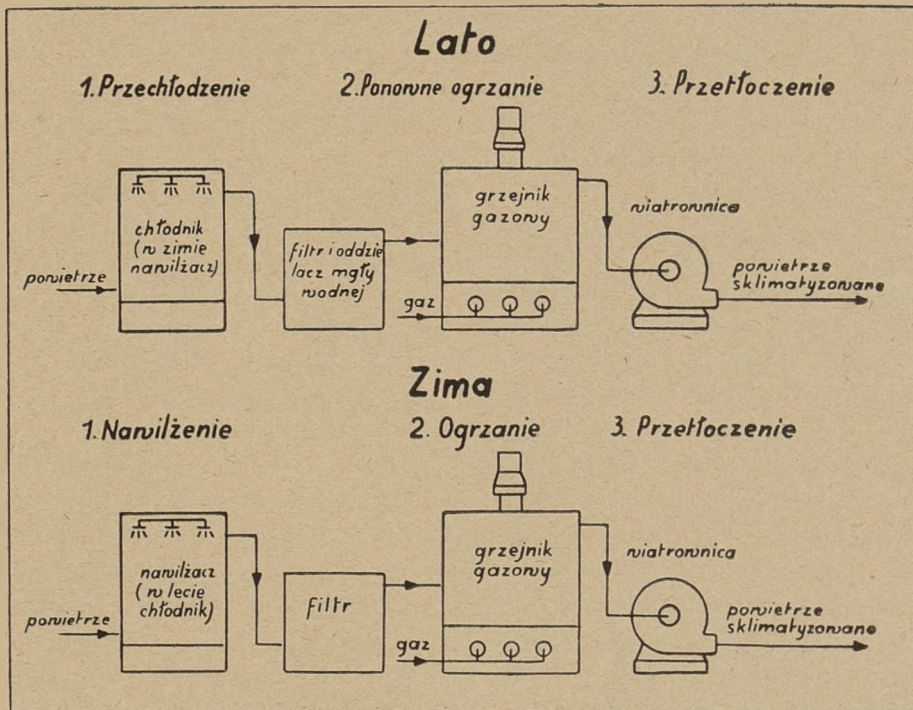 Lato
1. Przechłodzenie 2. Ponowne ogrzanie 3. Przetłoczenie
powietrze
chłodnik
(w zimie
nawilżacz)
filtr i oddzie
lacz mgły
wodnej
gaz
grzejnik
gazowy
wiatrownica
powietrze
sklimatyzowane
Zima
1. Nawilżenie 2. Ogrzanie 3. Przetłoczenie
powietrze
nawilżacz
(w lecie
chłodnik)
filtr
gaz
grzejnik
gazowy
wiatrownica
powietrze
sklimatyzowane